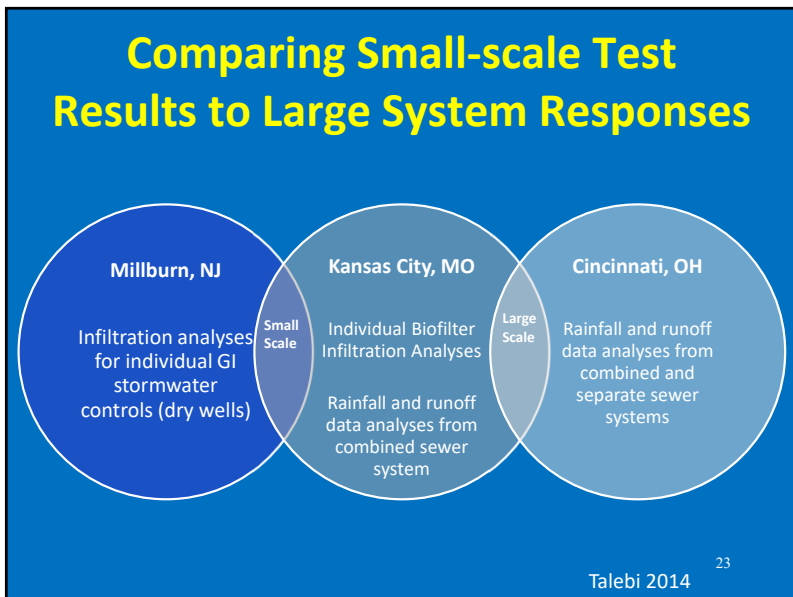 Comparing Small-scale Test
Results to Large System Responses
Millburn, NJ
Infiltration analyses
for individual GI
stormwater
controls (dry wells)
Small
Scale
Kansas City, MO
Individual Biofilter
Infiltration Analyses
Rainfall and runoff
data analyses from
combined sewer
system
Large
Scale
Cincinnati, OH
Rainfall and runoff
data analyses from
combined and
separate sewer
systems
23
Talebi 2014